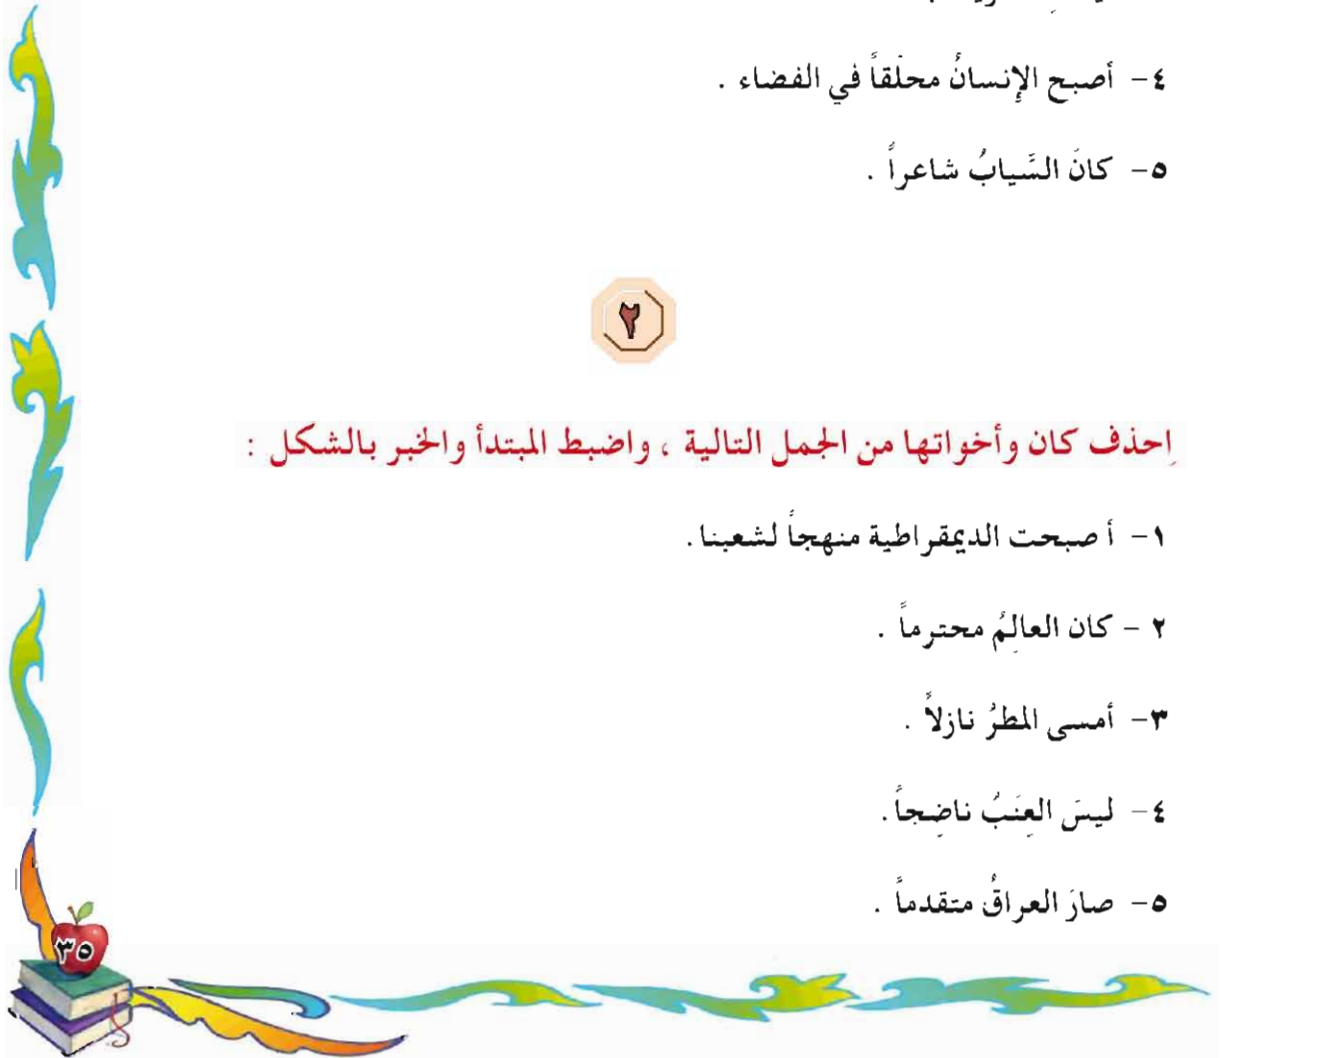 ٤- أصبح الإِنسانُ محلّقاً في الفضاء .
٥- كانَ السَّيابُ شاعراً .
٢
اِحذف كان وأخواتها من الجمل التالية ، واضبط المبتدأ والخبر بالشكل :
١- أصبحت الديمقراطية منهجاً لشعبنا .
٢ - كان العالِمُ محترماً .
٣- أمسى المطرُ نازلاً .
٤- ليسَ العِنَبُ ناضِجاً .
٥- صارَ العراقُ متقدماً .
٣٥